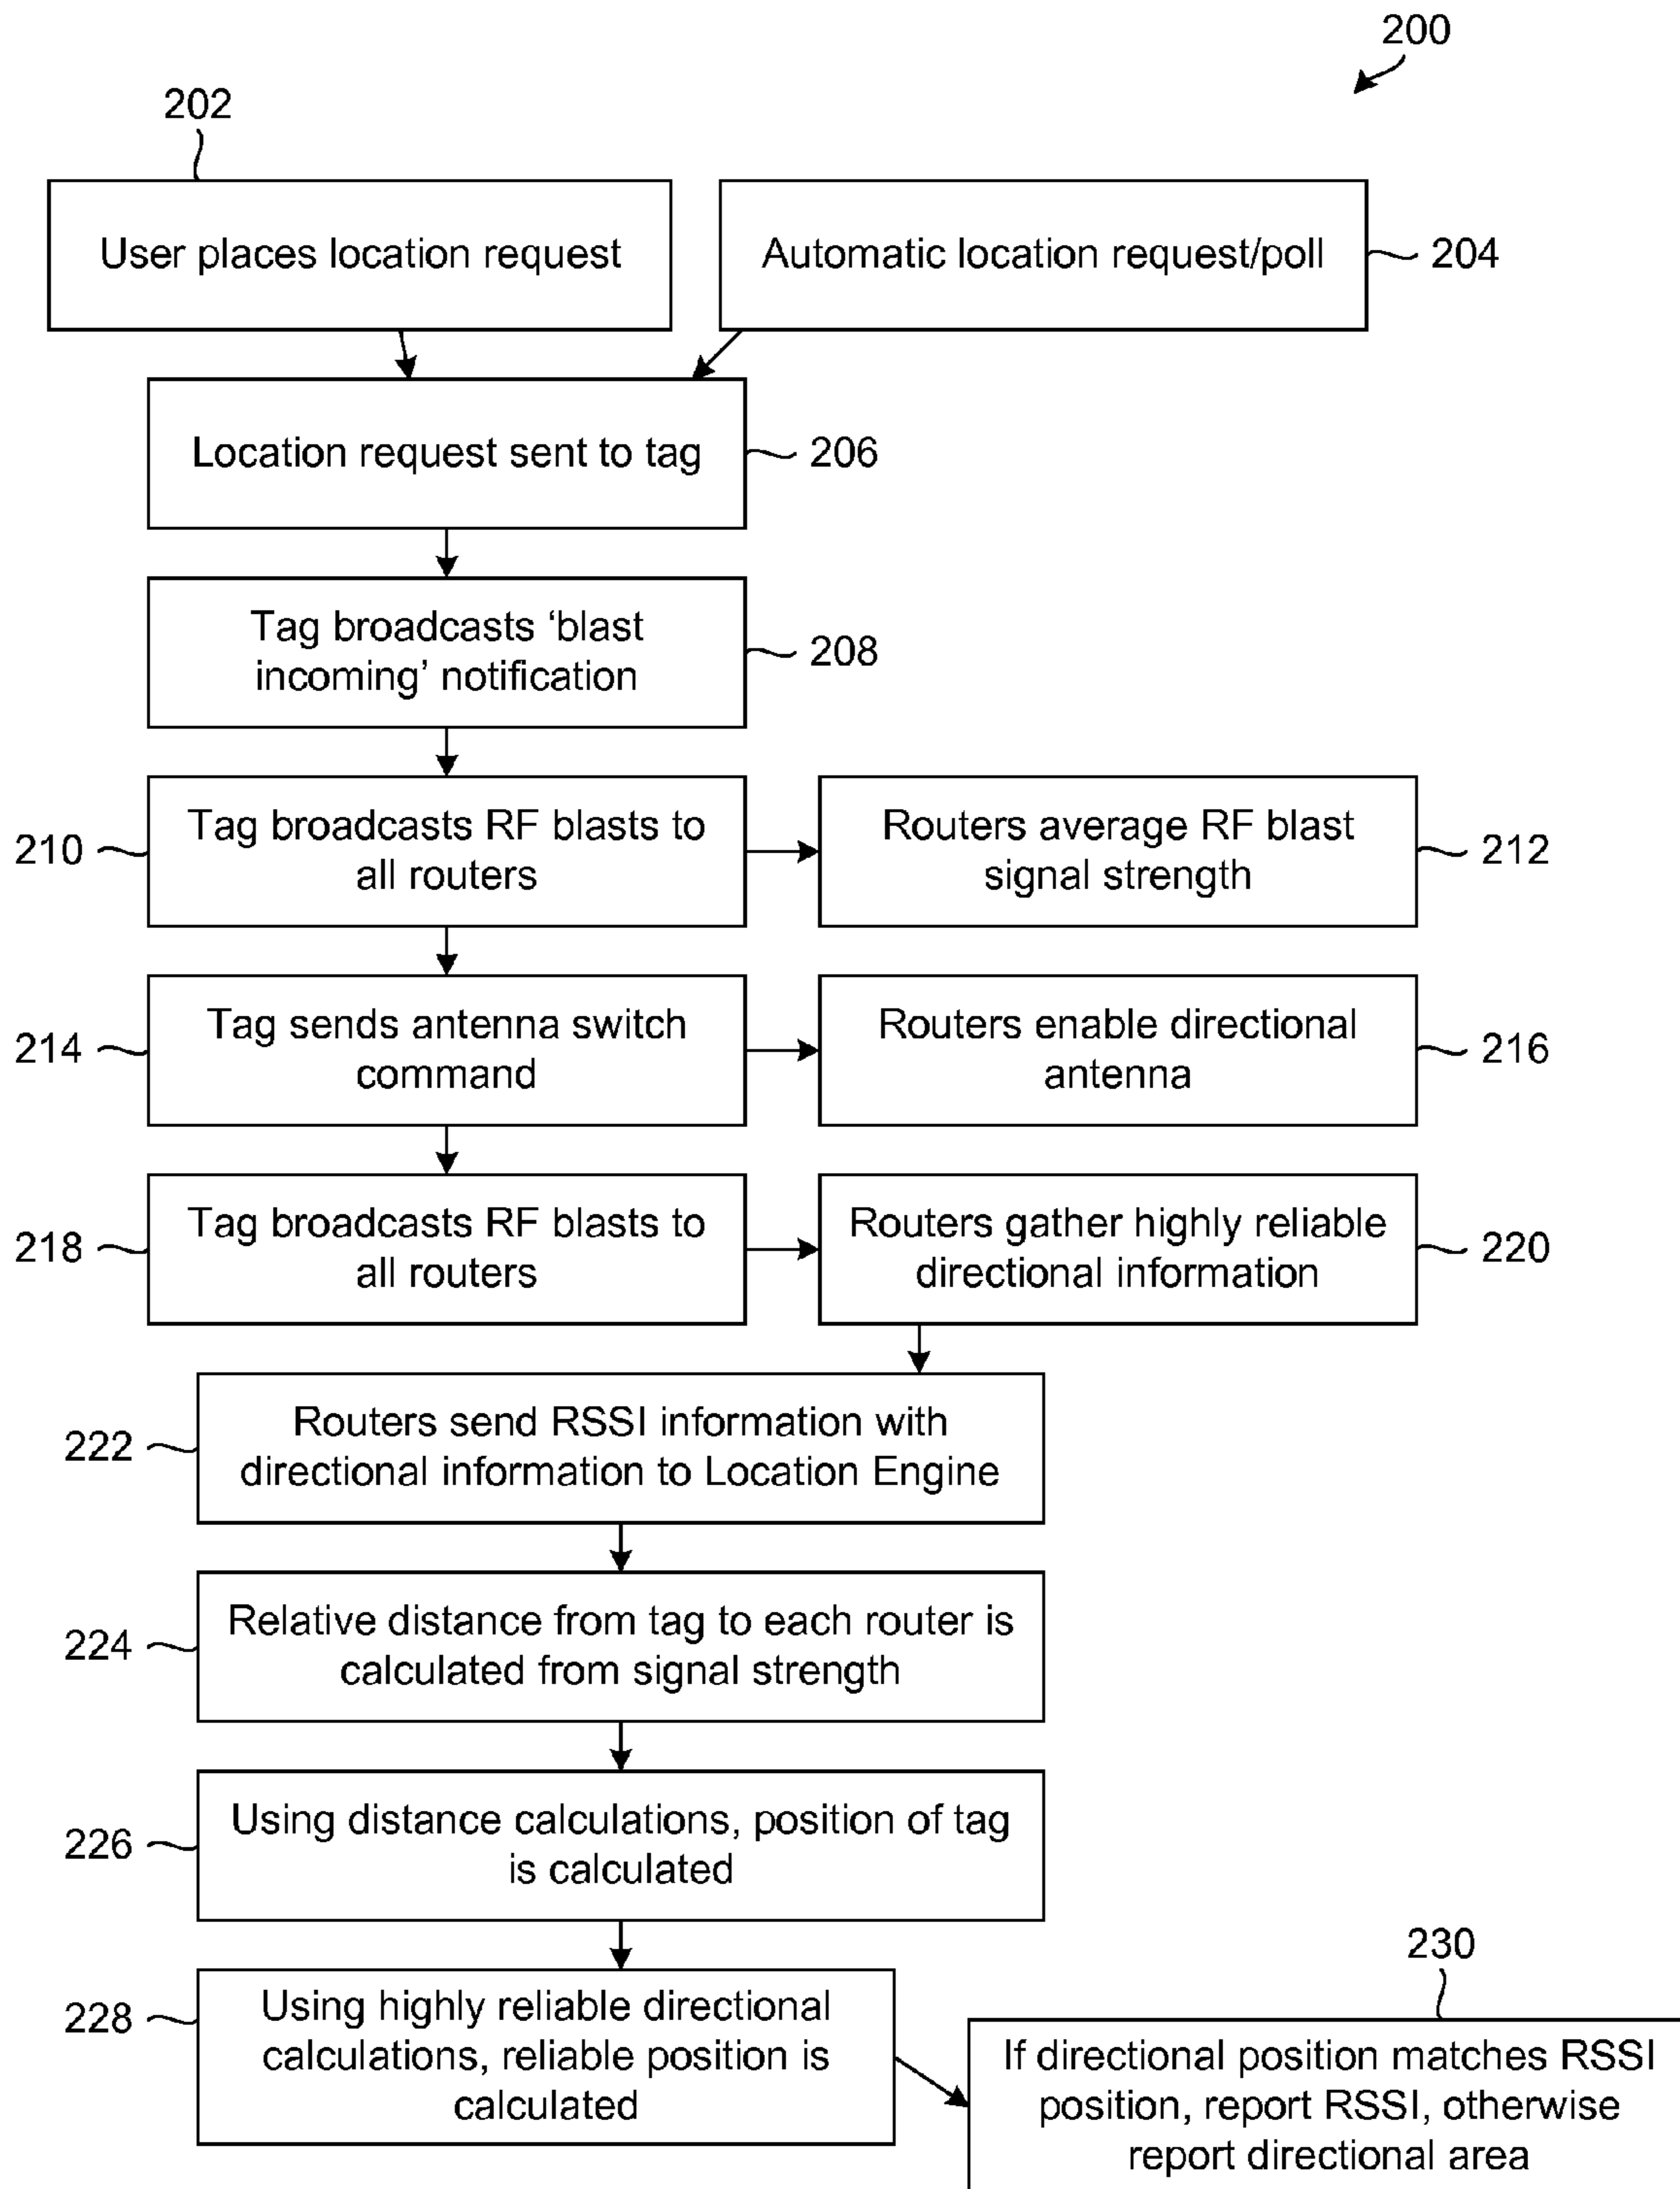 200
202
User places location request
Automatic location request/poll
204
Location request sent to tag
206
Tag broadcasts ‘blast
incoming’ notification
208
210
Tag broadcasts RF blasts to
all routers
Routers average RF blast
signal strength
212
214
Tag sends antenna switch
command
Routers enable directional
antenna
216
218
Tag broadcasts RF blasts to
all routers
Routers gather highly reliable
directional information
220
222
Routers send RSSI information with
directional information to Location Engine
224
Relative distance from tag to each router is
calculated from signal strength
226
Using distance calculations, position of tag
is calculated
228
Using highly reliable directional
calculations, reliable position is
calculated
230
If directional position matches RSSI
position, report RSSI, otherwise
report directional area